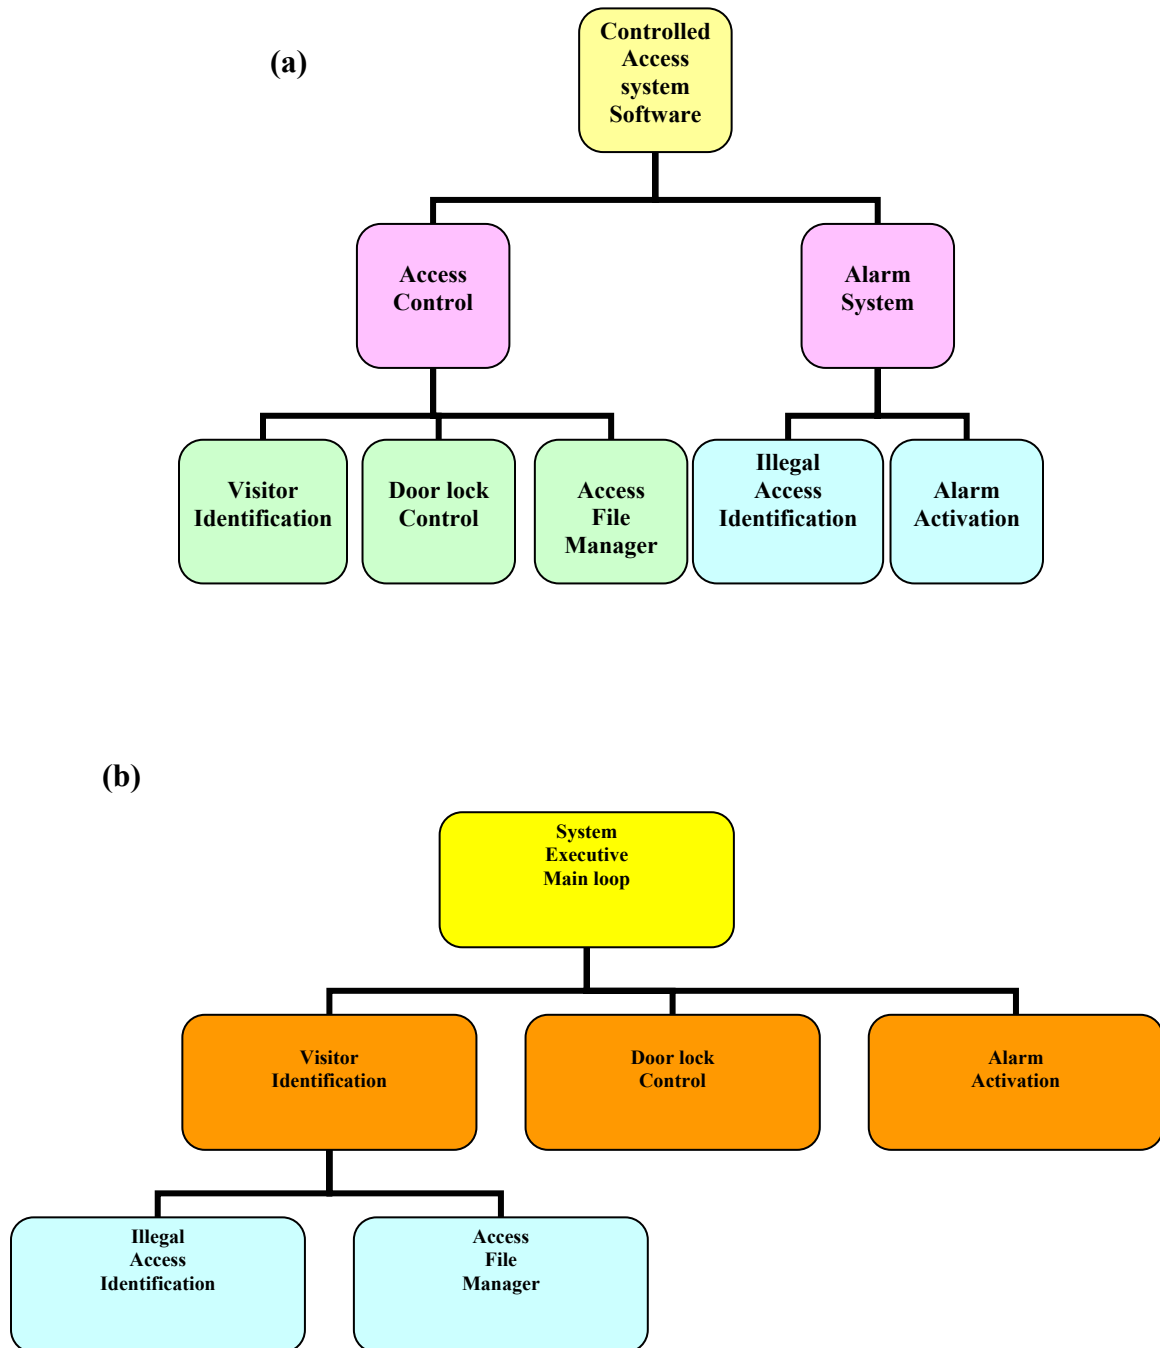 (a)
Controlled
Access
system
Software
Access
Control
Alarm
System
Visitor
Identification
Door lock
Control
Access
File
Manager
Illegal
Access
Identification
Alarm
Activation
(b)
System
Executive
Main loop
Visitor
Identification
Door lock
Control
Alarm
Activation
Illegal
Access
Identification
Access
File
Manager